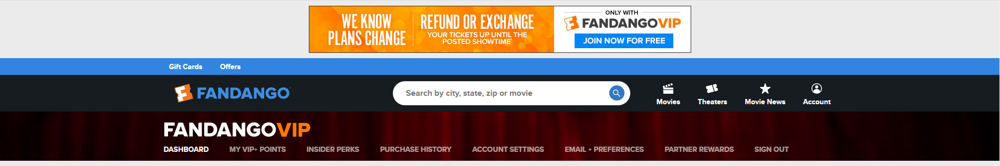 WE KNOW
PLANS CHANGE
REFUND OR EXCHANGE
YOUR TICKETS UP UNTIL THE
POSTED SHOWTIME*
ONLY WITH
FANDANGOVIP
JOIN NOW FOR FREE
Gift Cards Offers
FANDANGO
Search by city, state, zip or movie
Movies Theaters Movie News Account
FANDANGOVIP
DASHBOARD MY VIP+ POINTS INSIDER PERKS PURCHASE HISTORY ACCOUNT SETTINGS EMAIL + PREFERENCES PARTNER REWARDS SIGN OUT